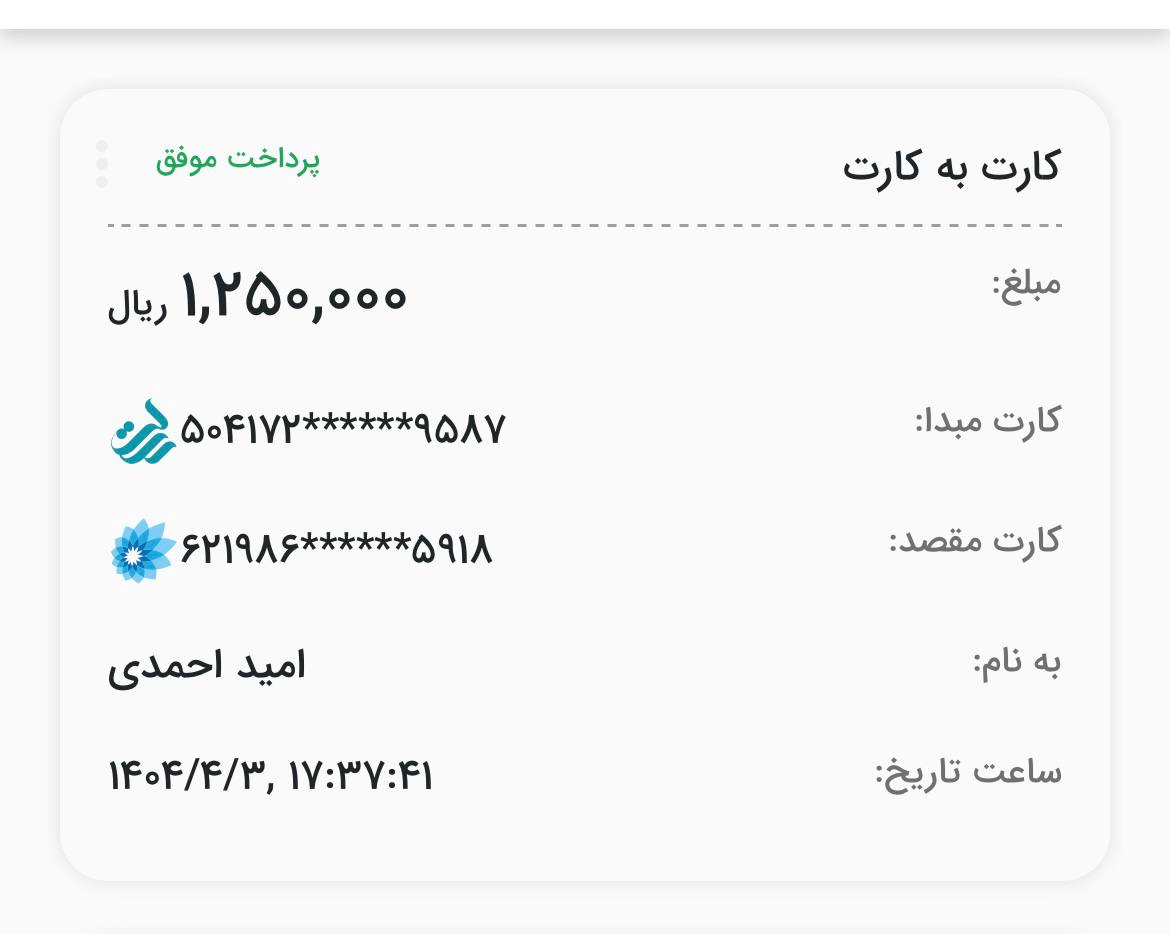 کارت به کارت پرداخت موفق
مبلغ: ۱,۲۵۰,۰۰۰ ریال
کارت مبدا: ۵۰۴۱۷۲******۹۵۸۷
کارت مقصد: ۶۲۱۹۸۶******۵۹۱۸
به نام: امید احمدی
ساعت تاریخ: ۱۴۰۴/۴/۳, ۱۷:۳۷:۴۱